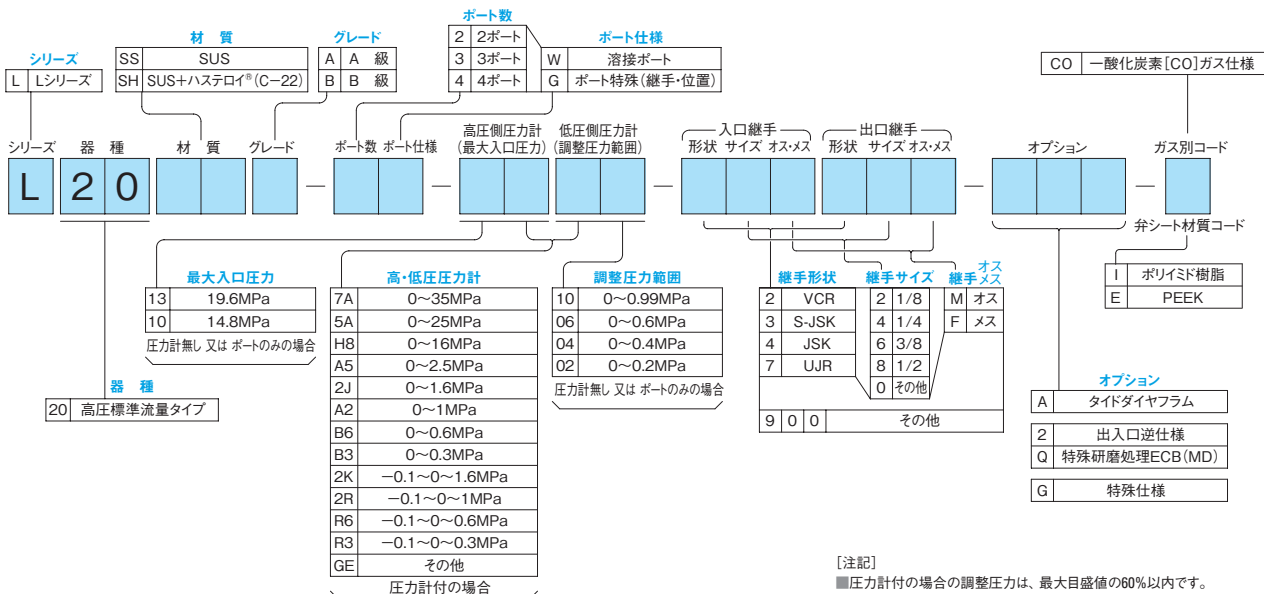 シリーズ
L Lシリーズ
材 質
SS SUS
SH SUS+ハステロイ®(C−22)
グレード
A A 級
B B 級
ポート数
2 2ポート
3 3ポート
4 4ポート
ポート仕様
W 溶接ポート
G ポート特殊(継手・位置)
CO 一酸化炭素[CO]ガス仕様
シリーズ 器 種 材 質 グレード ポート数 ポート仕様
高圧側圧力計 低圧側圧力計
(最大入口圧力) (調整圧力範囲)
入口継手 出口継手
形状 サイズ オス・メス 形状 サイズ オス・メス
オプション ガス別コード
L 2 0 — — — — —
弁シート材質コード
I ポリイミド樹脂
E PEEK
最大入口圧力
13 19.6MPa
10 14.8MPa
圧力計無し 又は ポートのみの場合
器 種
20 高圧標準流量タイプ
高・低圧圧力計
7A 0〜35MPa
5A 0〜25MPa
H8 0〜16MPa
A5 0〜2.5MPa
2J 0〜1.6MPa
A2 0〜1MPa
B6 0〜0.6MPa
B3 0〜0.3MPa
2K −0.1〜0〜1.6MPa
2R −0.1〜0〜1MPa
R6 −0.1〜0〜0.6MPa
R3 −0.1〜0〜0.3MPa
GE その他
圧力計付の場合
調整圧力範囲
10 0〜0.99MPa
06 0〜0.6MPa
04 0〜0.4MPa
02 0〜0.2MPa
圧力計無し 又は ポートのみの場合
継手形状
2 VCR
3 S-JSK
4 JSK
7 UJR
継手サイズ
2 1/8
4 1/4
6 3/8
8 1/2
0 その他
継手オスメス
M オス
F メス
9 0 0 その他
オプション
A タイドダイヤフラム
2 出入口逆仕様
Q 特殊研磨処理ECB(MD)
G 特殊仕様
[注記]
■圧力計付の場合の調整圧力は、最大目盛値の60%以内です。